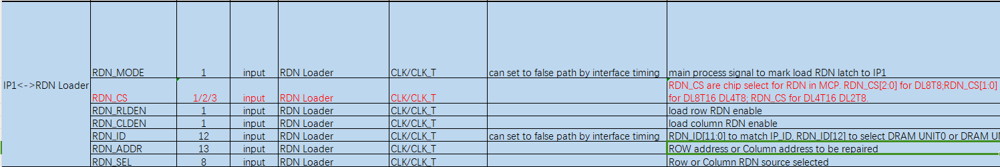 RDN_MODE 1 input RDN Loader CLK/CLK_T can set to false path by interface timing main process signal to mark load RDN latch to IP1
IP1<->RDN Loader
RDN_CS are chip select for RDN in MCP. RDN_CS[2:0] for DL8T8;RDN_CS[1:0]
RDN_CS 1/2/3 input RDN Loader CLK/CLK_T for DL8T16 DL4T8; RDN_CS for DL4T16 DL2T8.
RDN_RLDEN 1 input RDN Loader CLK/CLK_T load row RDN enable
RDN_CLDEN 1 input RDN Loader CLK/CLK_T load column RDN enable
RDN_ID 12 input RDN Loader CLK/CLK_T can set to false path by interface timing RDN_ID[11:0] to match IP_ID, RDN_ID[12] to select DRAM UNIT0 or DRAM UN
RDN_ADDR 13 input RDN Loader CLK/CLK_T ROW address or Column address to be repaired
RDN_SEL 8 input RDN Loader CLK/CLK_T Row or Column RDN source selected